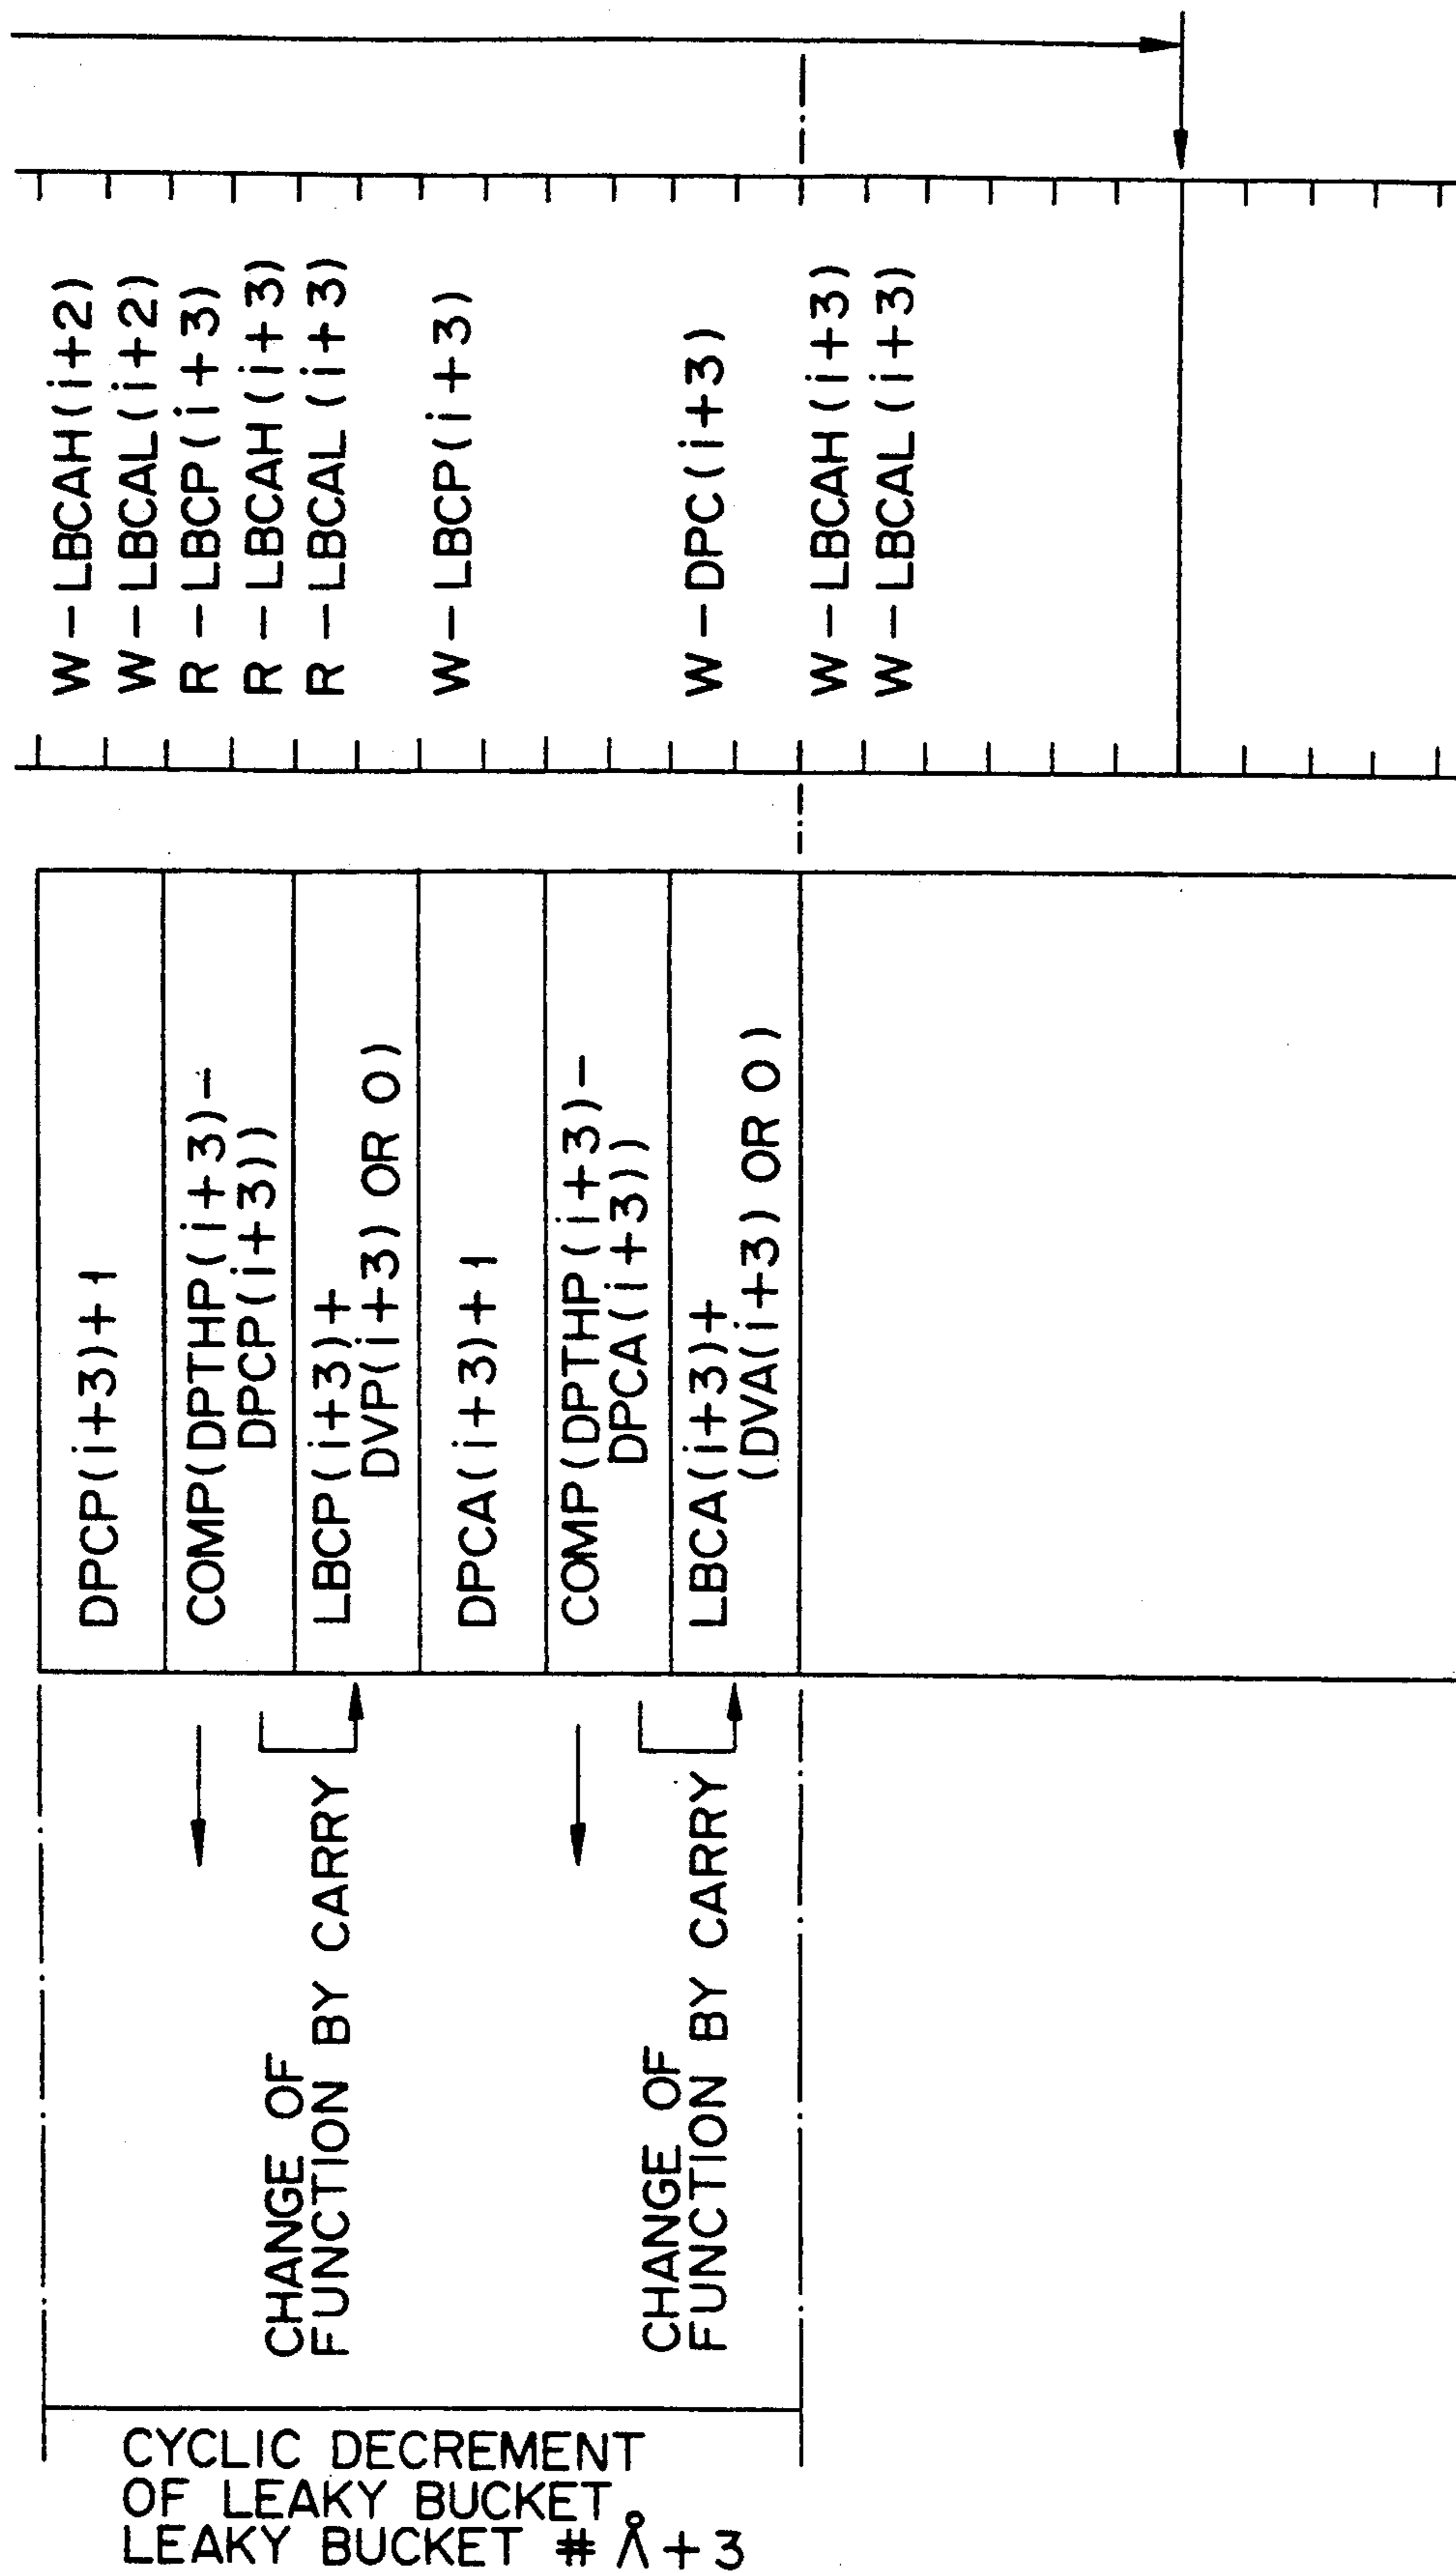 W-LBCAH(i+2)
W-LBCAL(i+2)
R-LBCP(i+3)
R-LBCAH(i+3)
R-LBCAL(i+3)
W-LBCP(i+3)
W-DPC(i+3)
W-LBCAH(i+3)
W-LBCAL(i+3)
DPCP(i+3)+1
COMP(DPTHP(i+3)-
DPCP(i+3))
LBCP(i+3)+
DVP(i+3) OR 0)
DPCA(i+3)+1
COMP(DPTHP(i+3)-
DPCA(i+3))
LBCA(i+3)+
(DVA(i+3) OR 0)
CHANGE OF
FUNCTION BY CARRY
CHANGE OF
FUNCTION BY CARRY
CYCLIC DECREMENT
OF LEAKY BUCKET
LEAKY BUCKET # Å+3